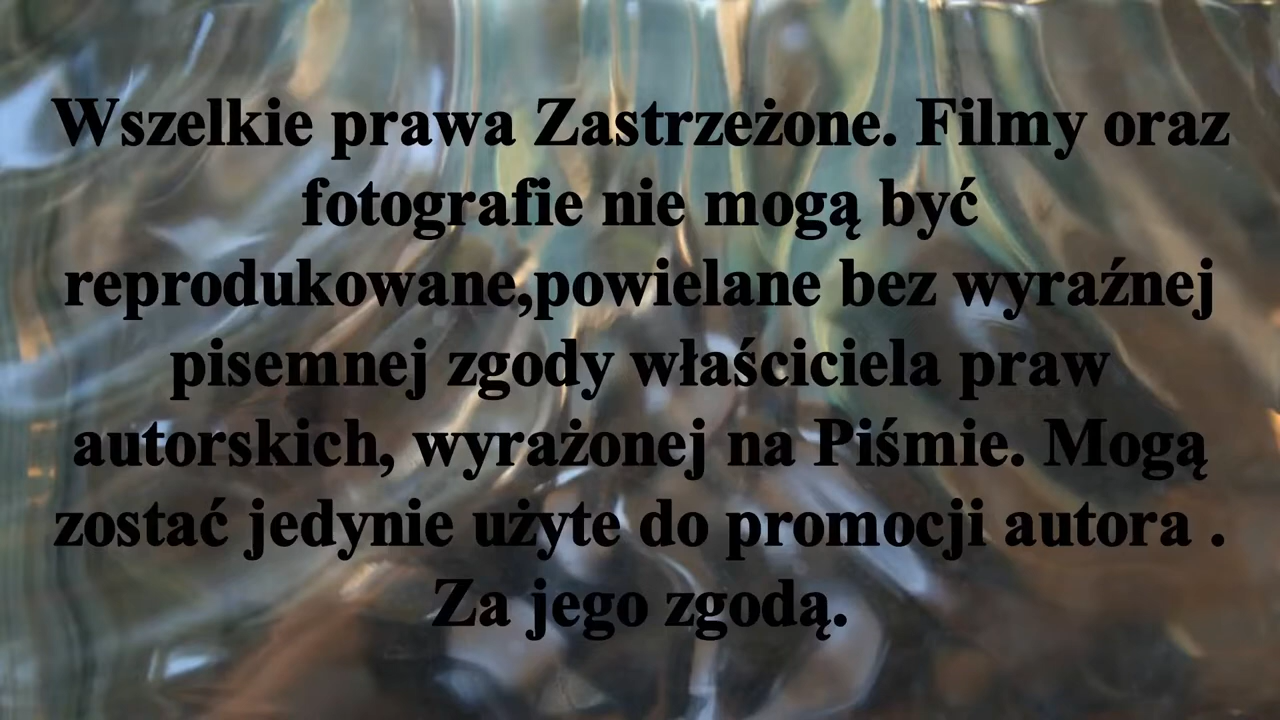 Wszelkie prawa Zastrzeżone. Filmy oraz
fotografie nie mogą być
reprodukowane,powielane bez wyraźnej
pisemnej zgody właściciela praw
autorskich, wyrażonej na Piśmie. Mogą
zostać jedynie użyte do promocji autora .
Za jego zgodą.